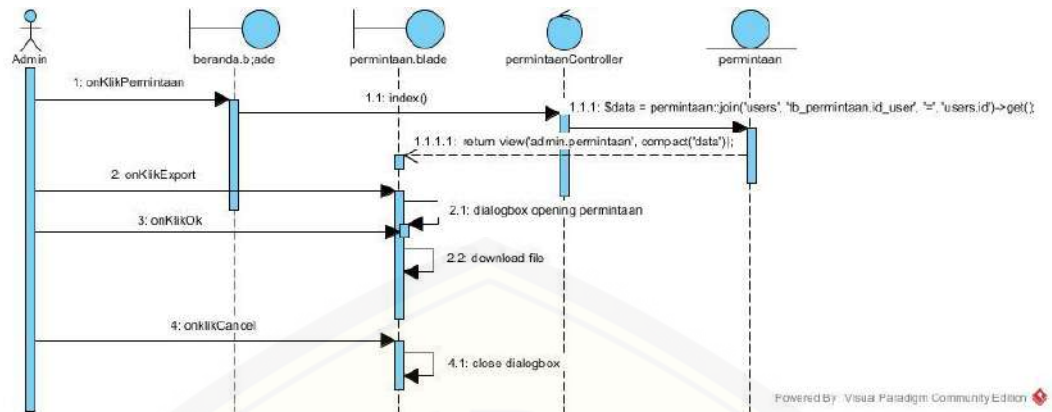 Admin
beranda.b;ade
permintaan.blade
permintaanController
permintaan
1: onKlikPermintaan
1.1: index()
1.1.1: $data = permintaan::join('users', 'tb_permintaan.id_user', '=', 'users.id')->get();
1.1.1.1: return view('admin.permintaan', compact('data'));
2: onKlikExport
2.1: dialogbox opening permintaan
3: onKlikOk
2.2: download file
4: onklikCancel
4.1: close dialogbox
Powered By Visual Paradigm Community Edition